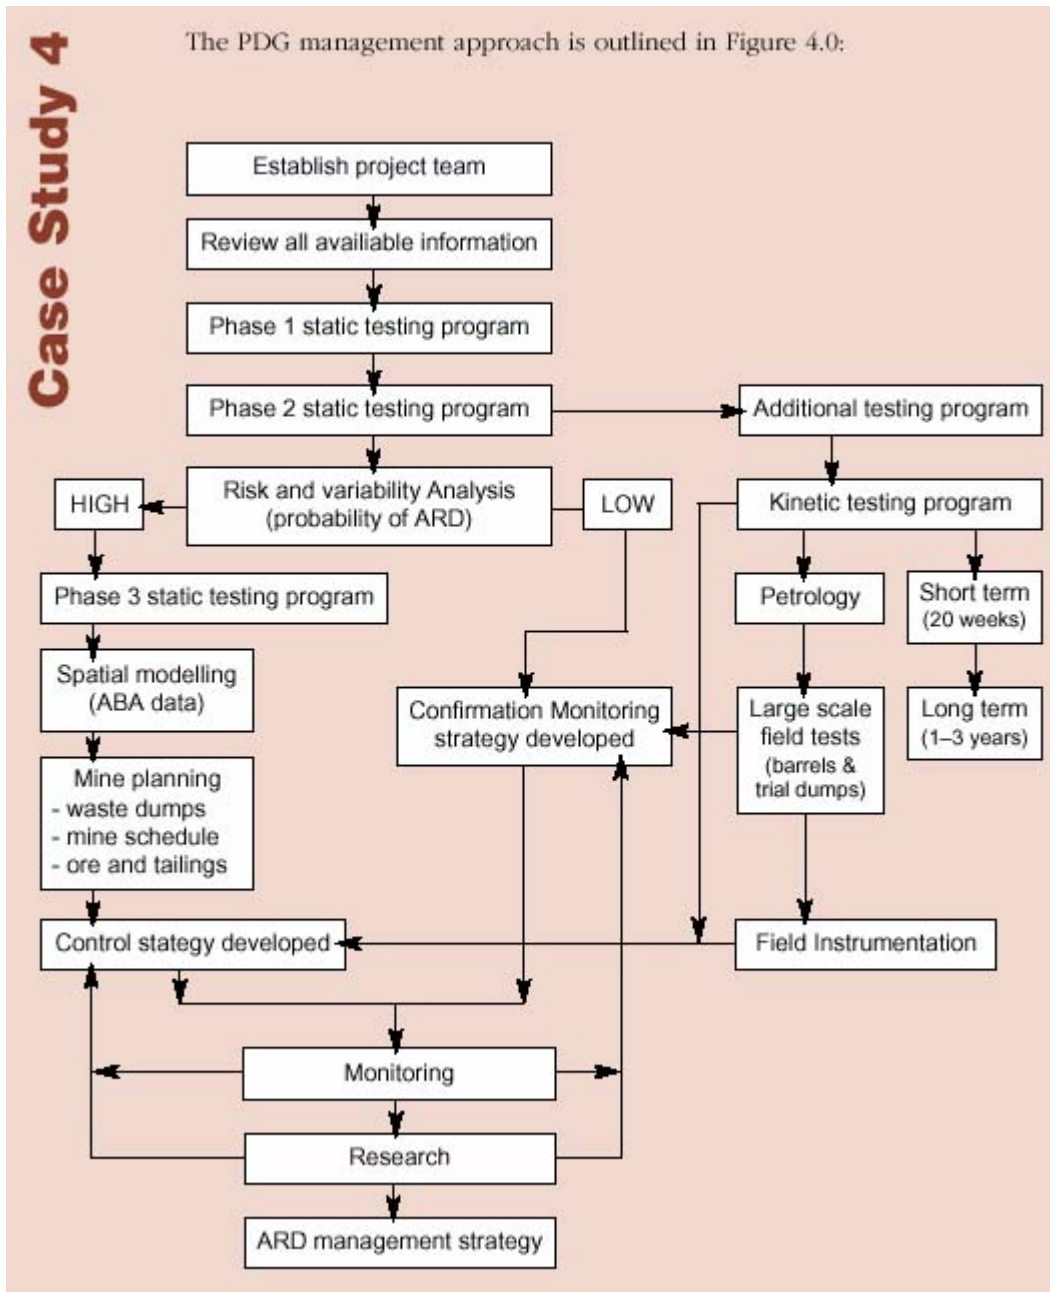 Case Study 4
The PDG management approach is outlined in Figure 4.0:
Establish project team
Review all availiable information
Phase 1 static testing program
Phase 2 static testing program
Additional testing program
Risk and variability Analysis
(probability of ARD)
HIGH
LOW
Kinetic testing program
Phase 3 static testing program
Petrology
Short term
(20 weeks)
Spatial modelling
(ABA data)
Confirmation Monitoring
strategy developed
Large scale
field tests
(barrels &
trial dumps)
Long term
(1–3 years)
Mine planning
- waste dumps
- mine schedule
- ore and tailings
Control stategy developed
Field Instrumentation
Monitoring
Research
ARD management strategy